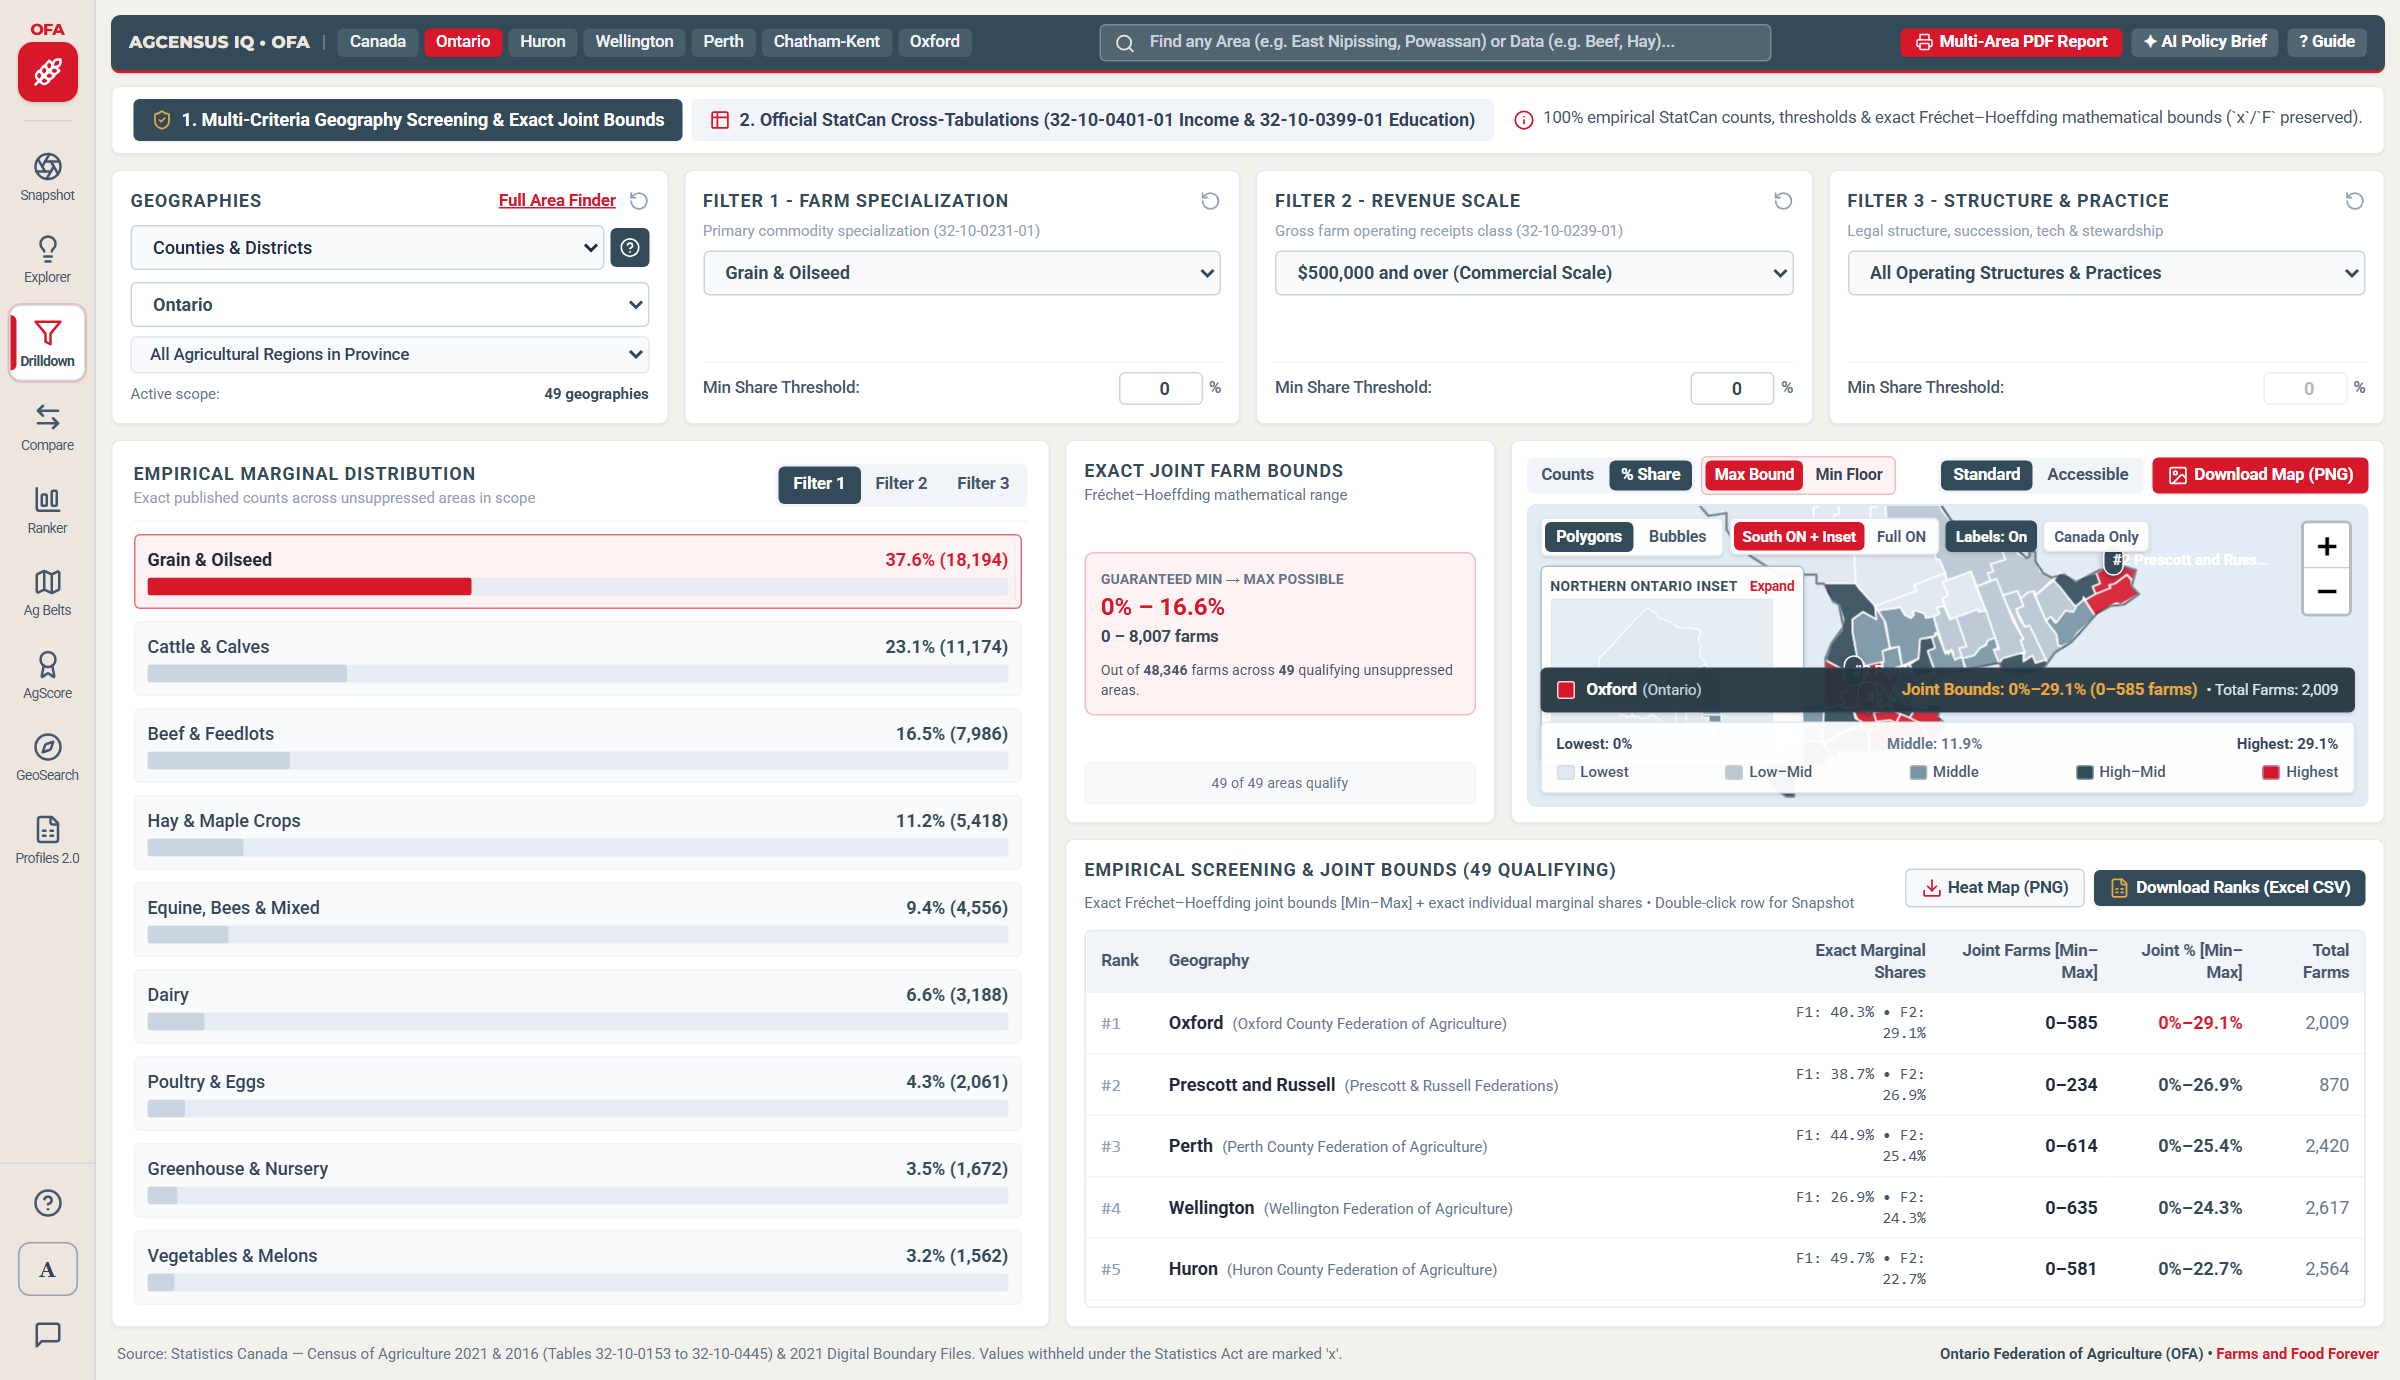 OFA
AGCENSUS IQ • OFA
Canada
Ontario
Huron
Wellington
Perth
Chatham-Kent
Oxford
Find any Area (e.g. East Nipissing, Powassan) or Data (e.g. Beef, Hay)...
Multi-Area PDF Report
✦ AI Policy Brief
? Guide
Snapshot
Explorer
Drilldown
Compare
Ranker
Ag Belts
AgScore
GeoSearch
Profiles 2.0
A
1. Multi-Criteria Geography Screening & Exact Joint Bounds
2. Official StatCan Cross-Tabulations (32-10-0401-01 Income & 32-10-0399-01 Education)
100% empirical StatCan counts, thresholds & exact Fréchet–Hoeffding mathematical bounds (`x`/`F` preserved).
GEOGRAPHIES
Full Area Finder
Counties & Districts
Ontario
All Agricultural Regions in Province
Active scope:
49 geographies
FILTER 1 - FARM SPECIALIZATION
Primary commodity specialization (32-10-0231-01)
Grain & Oilseed
Min Share Threshold:
0
%
FILTER 2 - REVENUE SCALE
Gross farm operating receipts class (32-10-0239-01)
$500,000 and over (Commercial Scale)
Min Share Threshold:
0
%
FILTER 3 - STRUCTURE & PRACTICE
Legal structure, succession, tech & stewardship
All Operating Structures & Practices
Min Share Threshold:
0
%
EMPIRICAL MARGINAL DISTRIBUTION
Exact published counts across unsuppressed areas in scope
Filter 1
Filter 2
Filter 3
Grain & Oilseed
37.6% (18,194)
Cattle & Calves
23.1% (11,174)
Beef & Feedlots
16.5% (7,986)
Hay & Maple Crops
11.2% (5,418)
Equine, Bees & Mixed
9.4% (4,556)
Dairy
6.6% (3,188)
Poultry & Eggs
4.3% (2,061)
Greenhouse & Nursery
3.5% (1,672)
Vegetables & Melons
3.2% (1,562)
EXACT JOINT FARM BOUNDS
Fréchet–Hoeffding mathematical range
GUARANTEED MIN → MAX POSSIBLE
0% – 16.6%
0 – 8,007 farms
Out of 48,346 farms across 49 qualifying unsuppressed
areas.
49 of 49 areas qualify
Counts
% Share
Max Bound
Min Floor
Standard
Accessible
Download Map (PNG)
Polygons
Bubbles
South ON + Inset
Full ON
Labels: On
Canada Only
+
−
#2 Prescott and Russ...
NORTHERN ONTARIO INSET
Expand
Oxford (Ontario)
Joint Bounds: 0%–29.1% (0–585 farms)
• Total Farms: 2,009
Lowest: 0%
Middle: 11.9%
Highest: 29.1%
Lowest
Low–Mid
Middle
High–Mid
Highest
EMPIRICAL SCREENING & JOINT BOUNDS (49 QUALIFYING)
Exact Fréchet–Hoeffding joint bounds [Min–Max] + exact individual marginal shares • Double-click row for Snapshot
Heat Map (PNG)
Download Ranks (Excel CSV)
Rank
Geography
Exact Marginal
Shares
Joint Farms [Min–
Max]
Joint % [Min–
Max]
Total
Farms
#1
Oxford (Oxford County Federation of Agriculture)
F1: 40.3% • F2:
29.1%
0–585
0%–29.1%
2,009
#2
Prescott and Russell (Prescott & Russell Federations)
F1: 38.7% • F2:
26.9%
0–234
0%–26.9%
870
#3
Perth (Perth County Federation of Agriculture)
F1: 44.9% • F2:
25.4%
0–614
0%–25.4%
2,420
#4
Wellington (Wellington Federation of Agriculture)
F1: 26.9% • F2:
24.3%
0–635
0%–24.3%
2,617
#5
Huron (Huron County Federation of Agriculture)
F1: 49.7% • F2:
22.7%
0–581
0%–22.7%
2,564
Source: Statistics Canada — Census of Agriculture 2021 & 2016 (Tables 32-10-0153 to 32-10-0445) & 2021 Digital Boundary Files. Values withheld under the Statistics Act are marked 'x'.
Ontario Federation of Agriculture (OFA) • Farms and Food Forever